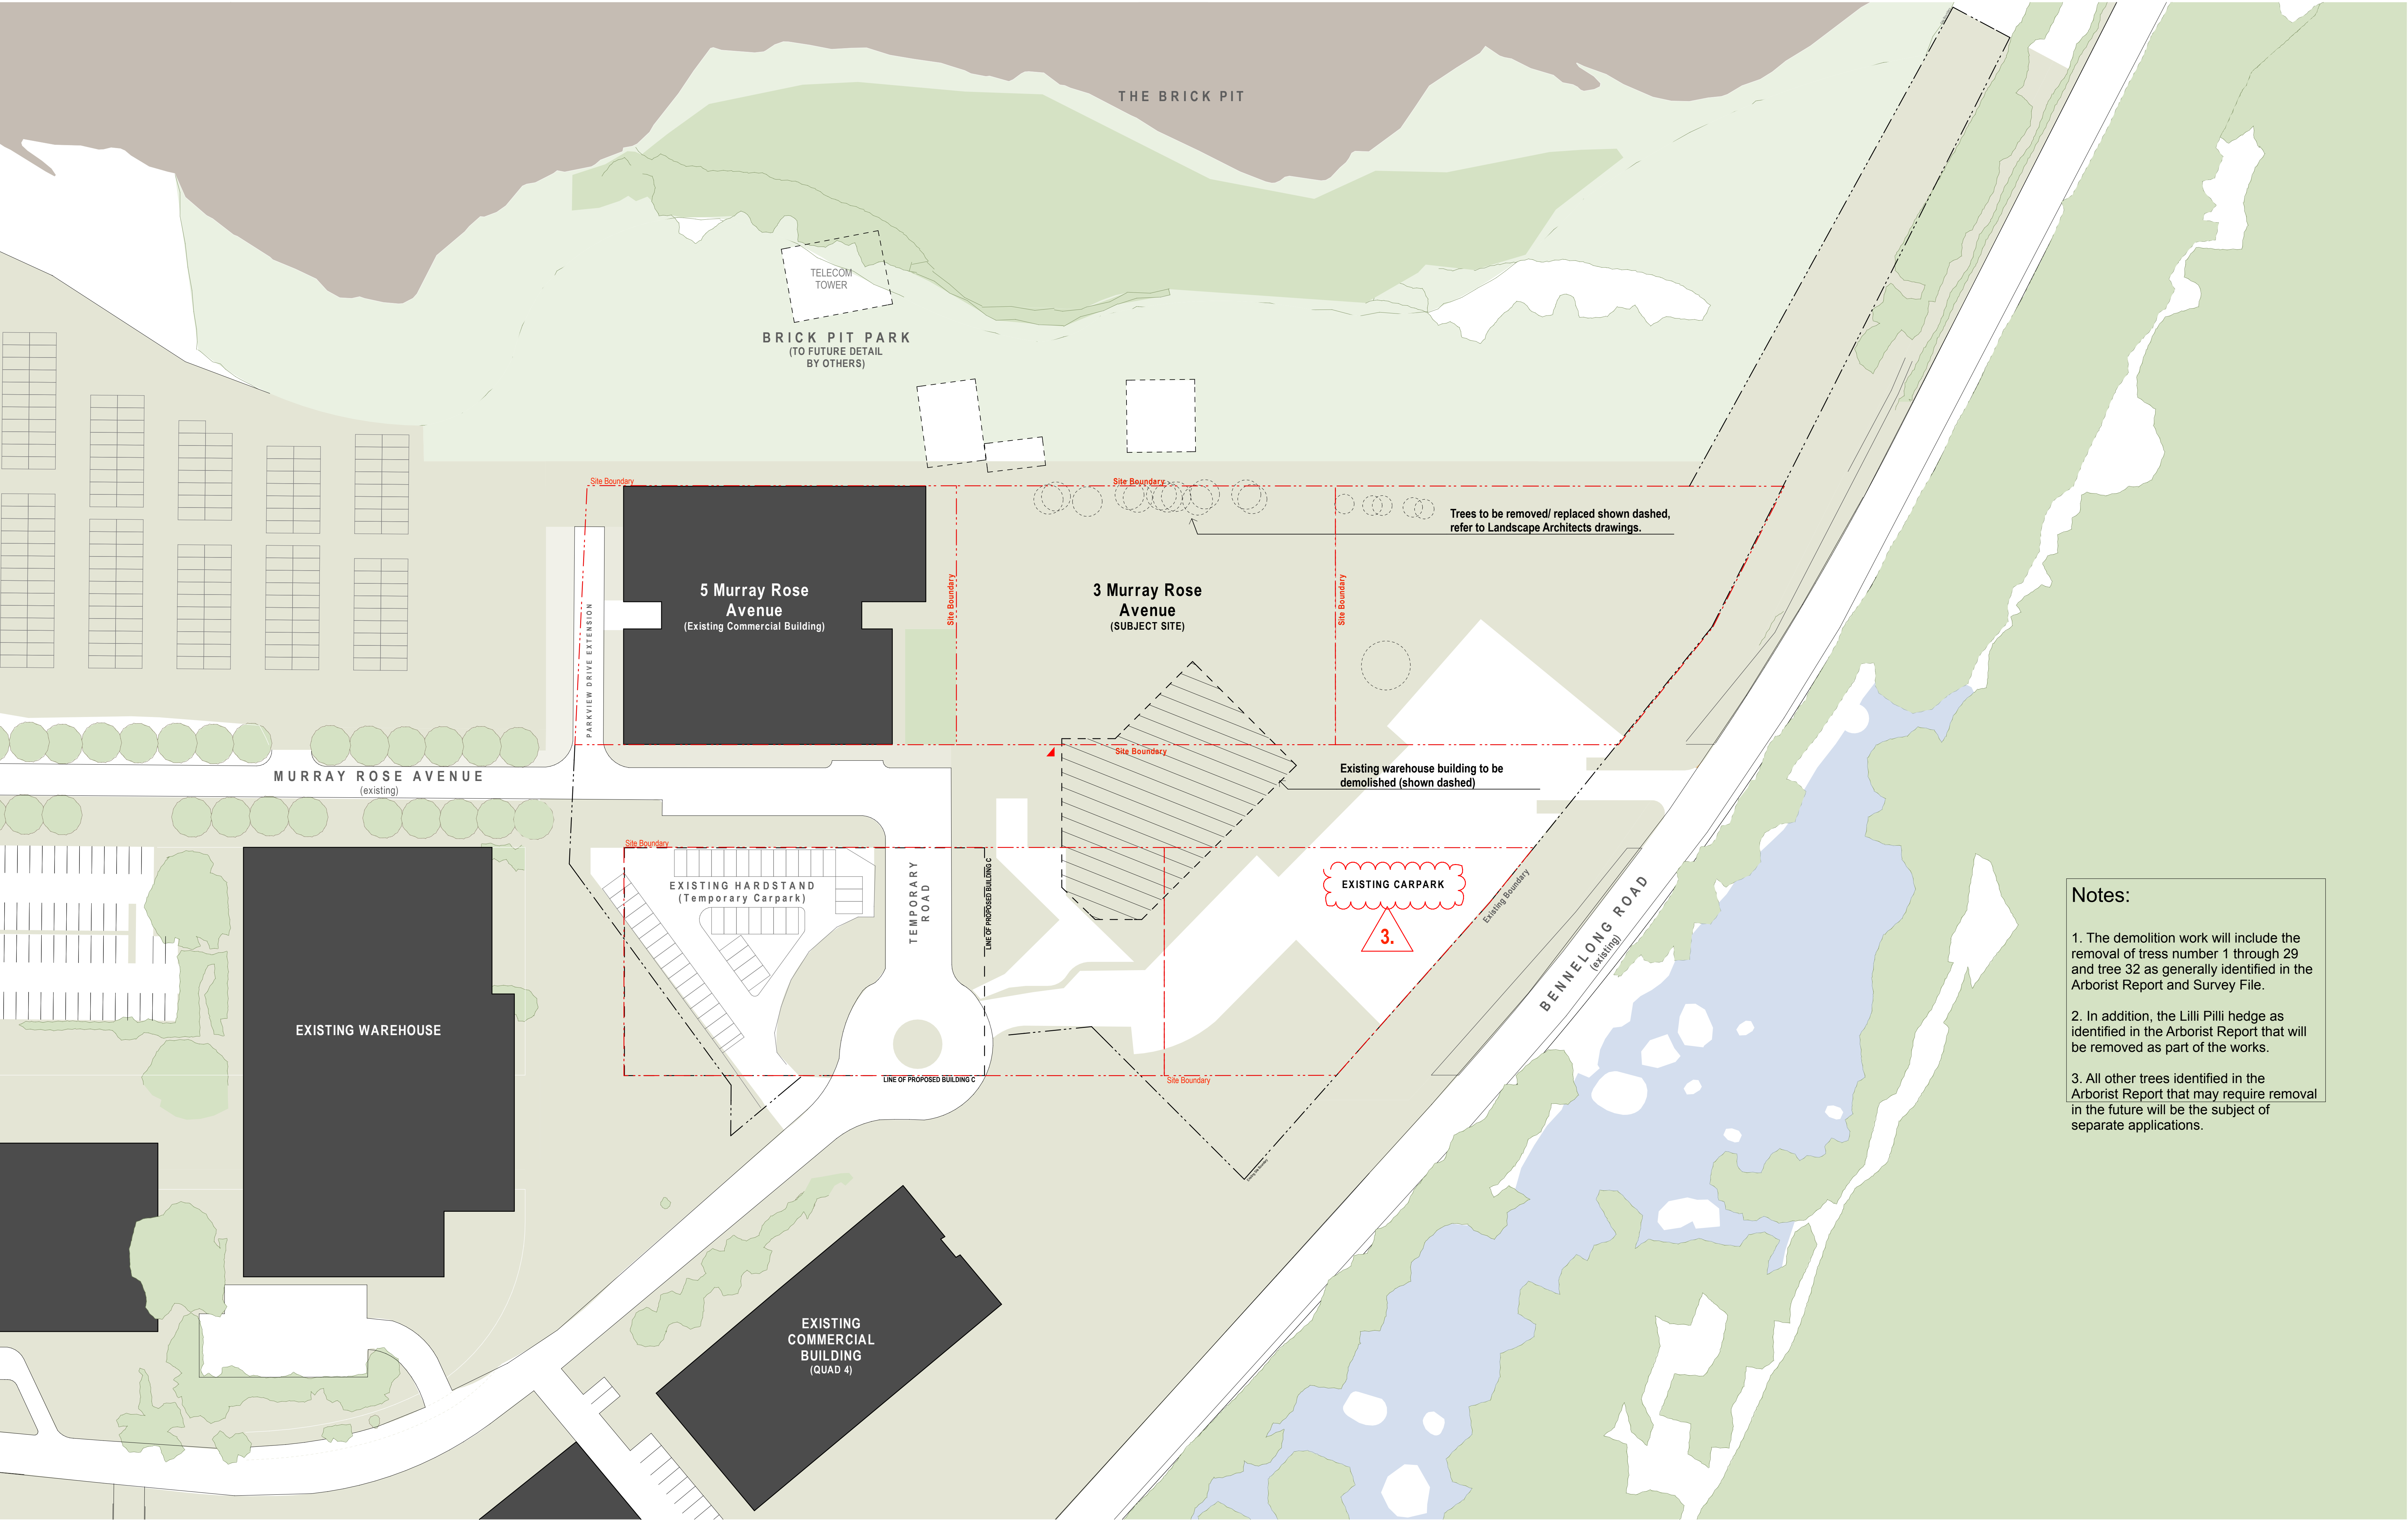 THE BRICK PIT
TELECOM
TOWER
BRICK PIT PARK
(TO FUTURE DETAIL
BY OTHERS)
Site Boundary
Site Boundary
Trees to be removed/ replaced shown dashed,
refer to Landscape Architects drawings.
5 Murray Rose
Avenue
(Existing Commercial Building)
Site Boundary
3 Murray Rose
Avenue
(SUBJECT SITE)
Site Boundary
PARKVIEW DRIVE EXTENSION
Site Boundary
MURRAY ROSE AVENUE
(existing)
Existing warehouse building to be
demolished (shown dashed)
Site Boundary
EXISTING HARDSTAND
(Temporary Carpark)
TEMPORARY
ROAD
LINE OF PROPOSED BUILDING C
EXISTING CARPARK
3.
Existing Boundary
BENNELONG ROAD
(existing)
EXISTING WAREHOUSE
LINE OF PROPOSED BUILDING C
Site Boundary
EXISTING
COMMERCIAL
BUILDING
(QUAD 4)
Notes:
1. The demolition work will include the
removal of tress number 1 through 29
and tree 32 as generally identified in the
Arborist Report and Survey File.
2. In addition, the Lilli Pilli hedge as
identified in the Arborist Report that will
be removed as part of the works.
3. All other trees identified in the
Arborist Report that may require removal
in the future will be the subject of
separate applications.